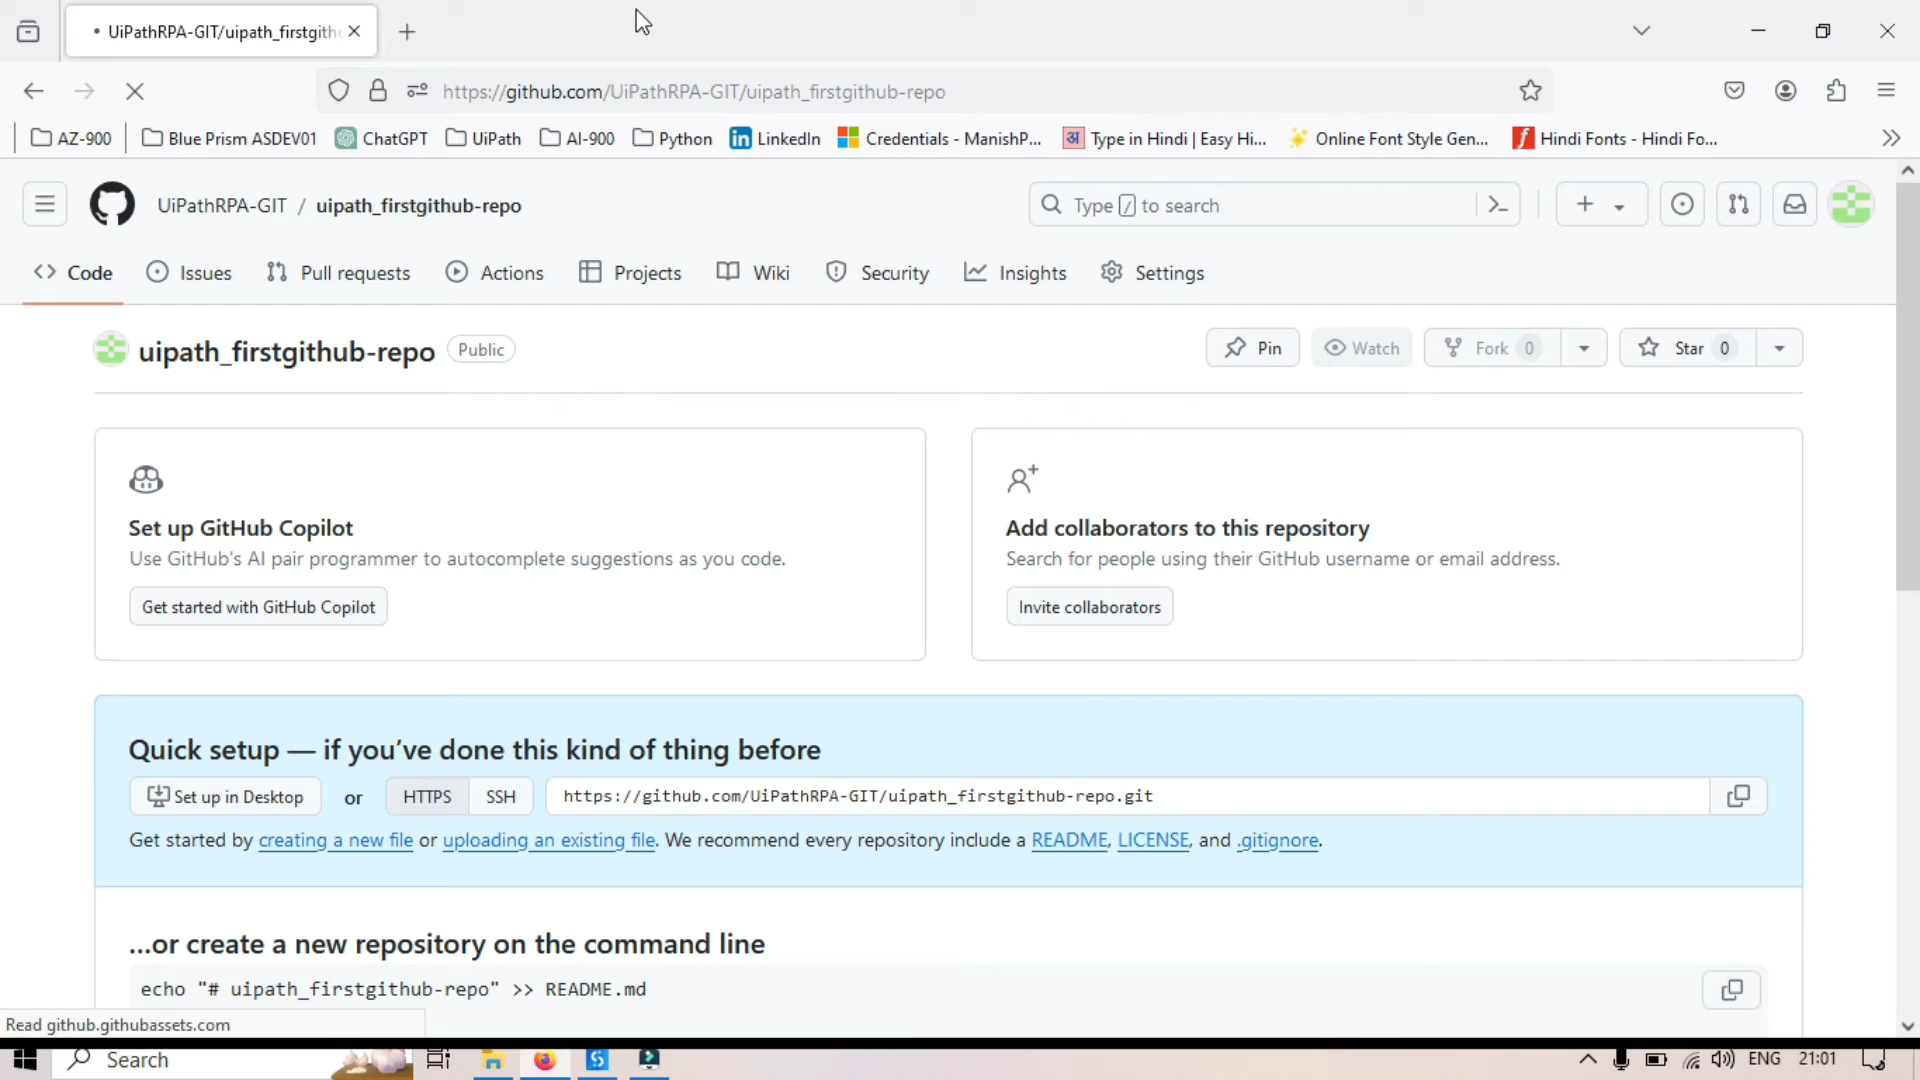 UiPathRPA-GIT/uipath_firstgith
https://github.com/UiPathRPA-GIT/uipath_firstgithub-repo
AZ-900 Blue Prism ASDEV01 ChatGPT UiPath AI-900 Python LinkedIn Credentials - ManishP... Type in Hindi | Easy Hi... Online Font Style Gen... Hindi Fonts - Hindi Fo...
UiPathRPA-GIT / uipath_firstgithub-repo Type / to search
Code Issues Pull requests Actions Projects Wiki Security Insights Settings
uipath_firstgithub-repo Public Pin Watch Fork 0 Star 0
Set up GitHub Copilot
Use GitHub's AI pair programmer to autocomplete suggestions as you code.
Get started with GitHub Copilot
Add collaborators to this repository
Search for people using their GitHub username or email address.
Invite collaborators
Quick setup — if you've done this kind of thing before
Set up in Desktop or HTTPS SSH https://github.com/UiPathRPA-GIT/uipath_firstgithub-repo.git
Get started by creating a new file or uploading an existing file. We recommend every repository include a README, LICENSE, and .gitignore.
...or create a new repository on the command line
echo "# uipath_firstgithub-repo" >> README.md
Read github.githubassets.com
Search ENG 21:01